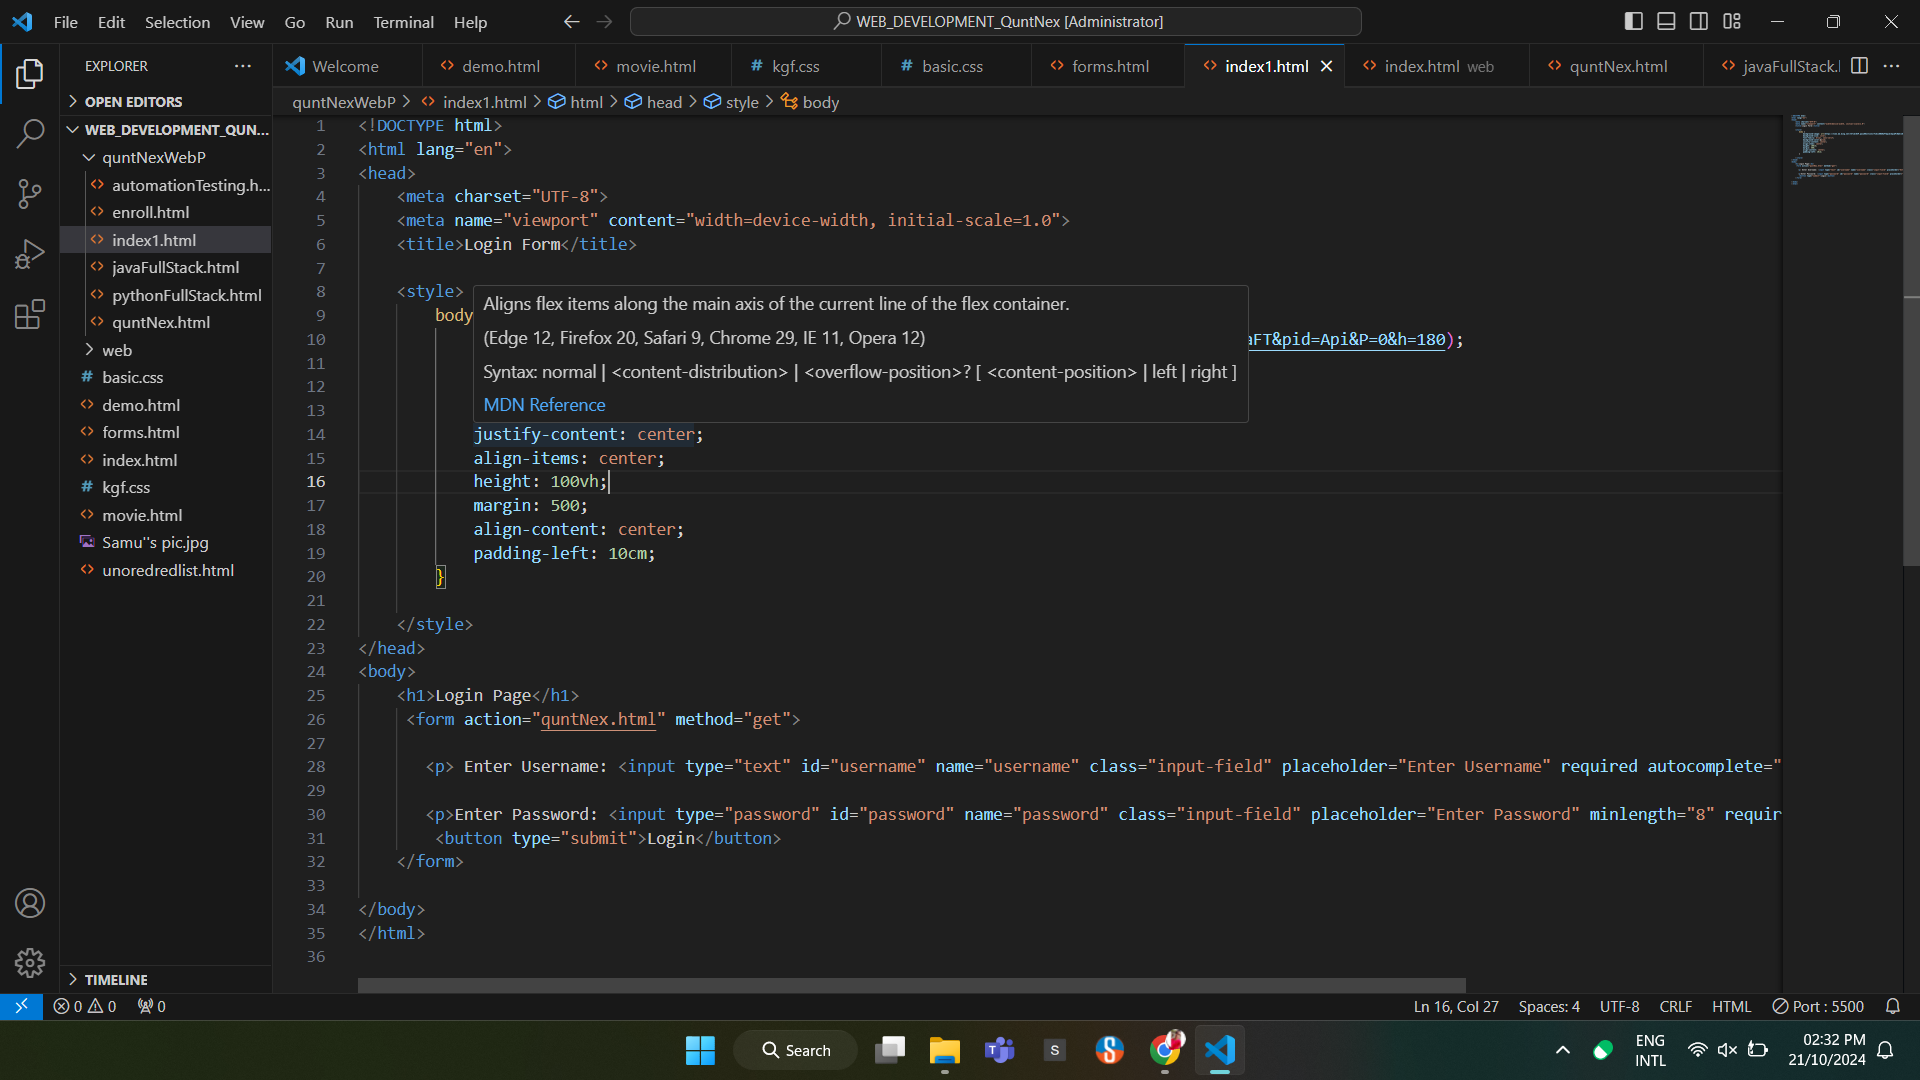 File Edit Selection View Go Run Terminal Help
WEB_DEVELOPMENT_QuntNex [Administrator]
EXPLORER
Welcome demo.html movie.html # kgf.css # basic.css forms.html index1.html index.html web quntNex.html javaFullStack.
quntNexWebP > index1.html > html > head > style > body
OPEN EDITORS
WEB_DEVELOPMENT_QUN...
quntNexWebP
automationTesting.h...
enroll.html
index1.html
javaFullStack.html
pythonFullStack.html
quntNex.html
web
# basic.css
demo.html
forms.html
index.html
# kgf.css
movie.html
Samu''s pic.jpg
unoredredlist.html
TIMELINE
1 <!DOCTYPE html>
2 <html lang="en">
3 <head>
4 <meta charset="UTF-8">
5 <meta name="viewport" content="width=device-width, initial-scale=1.0">
6 <title>Login Form</title>
7
8 <style>
9 body
10 aFT&pid=Api&P=0&h=180);
11
12
13
Aligns flex items along the main axis of the current line of the flex container.
(Edge 12, Firefox 20, Safari 9, Chrome 29, IE 11, Opera 12)
Syntax: normal | <content-distribution> | <overflow-position>? [ <content-position> | left | right ]
MDN Reference
14 justify-content: center;
15 align-items: center;
16 height: 100vh;
17 margin: 500;
18 align-content: center;
19 padding-left: 10cm;
20 }
21
22 </style>
23 </head>
24 <body>
25 <h1>Login Page</h1>
26 <form action="quntNex.html" method="get">
27
28 <p> Enter Username: <input type="text" id="username" name="username" class="input-field" placeholder="Enter Username" required autocomplete="
29
30 <p>Enter Password: <input type="password" id="password" name="password" class="input-field" placeholder="Enter Password" minlength="8" requir
31 <button type="submit">Login</button>
32 </form>
33
34 </body>
35 </html>
36
0 0 0
Ln 16, Col 27 Spaces: 4 UTF-8 CRLF HTML Port : 5500
Search
ENG
INTL
02:32 PM
21/10/2024